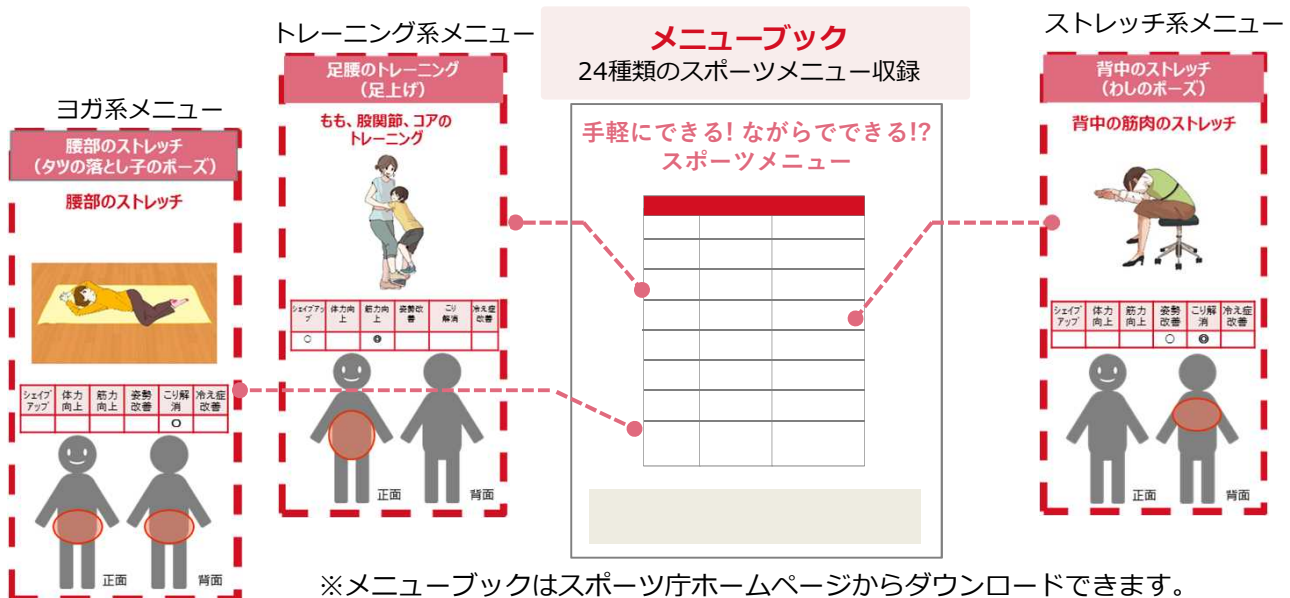 トレーニング系メニュー
足腰のトレーニング
(足上げ)
もも、股関節、コアの
トレーニング
シェイプアップ
体力向上
筋力向上
姿勢改善
こり解消
冷え症改善
○
◎
正面
背面
ヨガ系メニュー
腰部のストレッチ
(タツの落とし子のポーズ)
腰部のストレッチ
シェイプアップ
体力向上
筋力向上
姿勢改善
こり解消
冷え症改善
○
正面
背面
メニューブック
24種類のスポーツメニュー収録
手軽にできる! ながらでできる!?
スポーツメニュー
ストレッチ系メニュー
背中のストレッチ
(わしのポーズ)
背中の筋肉のストレッチ
シェイプアップ
体力向上
筋力向上
姿勢改善
こり解消
冷え症改善
○
◎
正面
背面
※メニューブックはスポーツ庁ホームページからダウンロードできます。